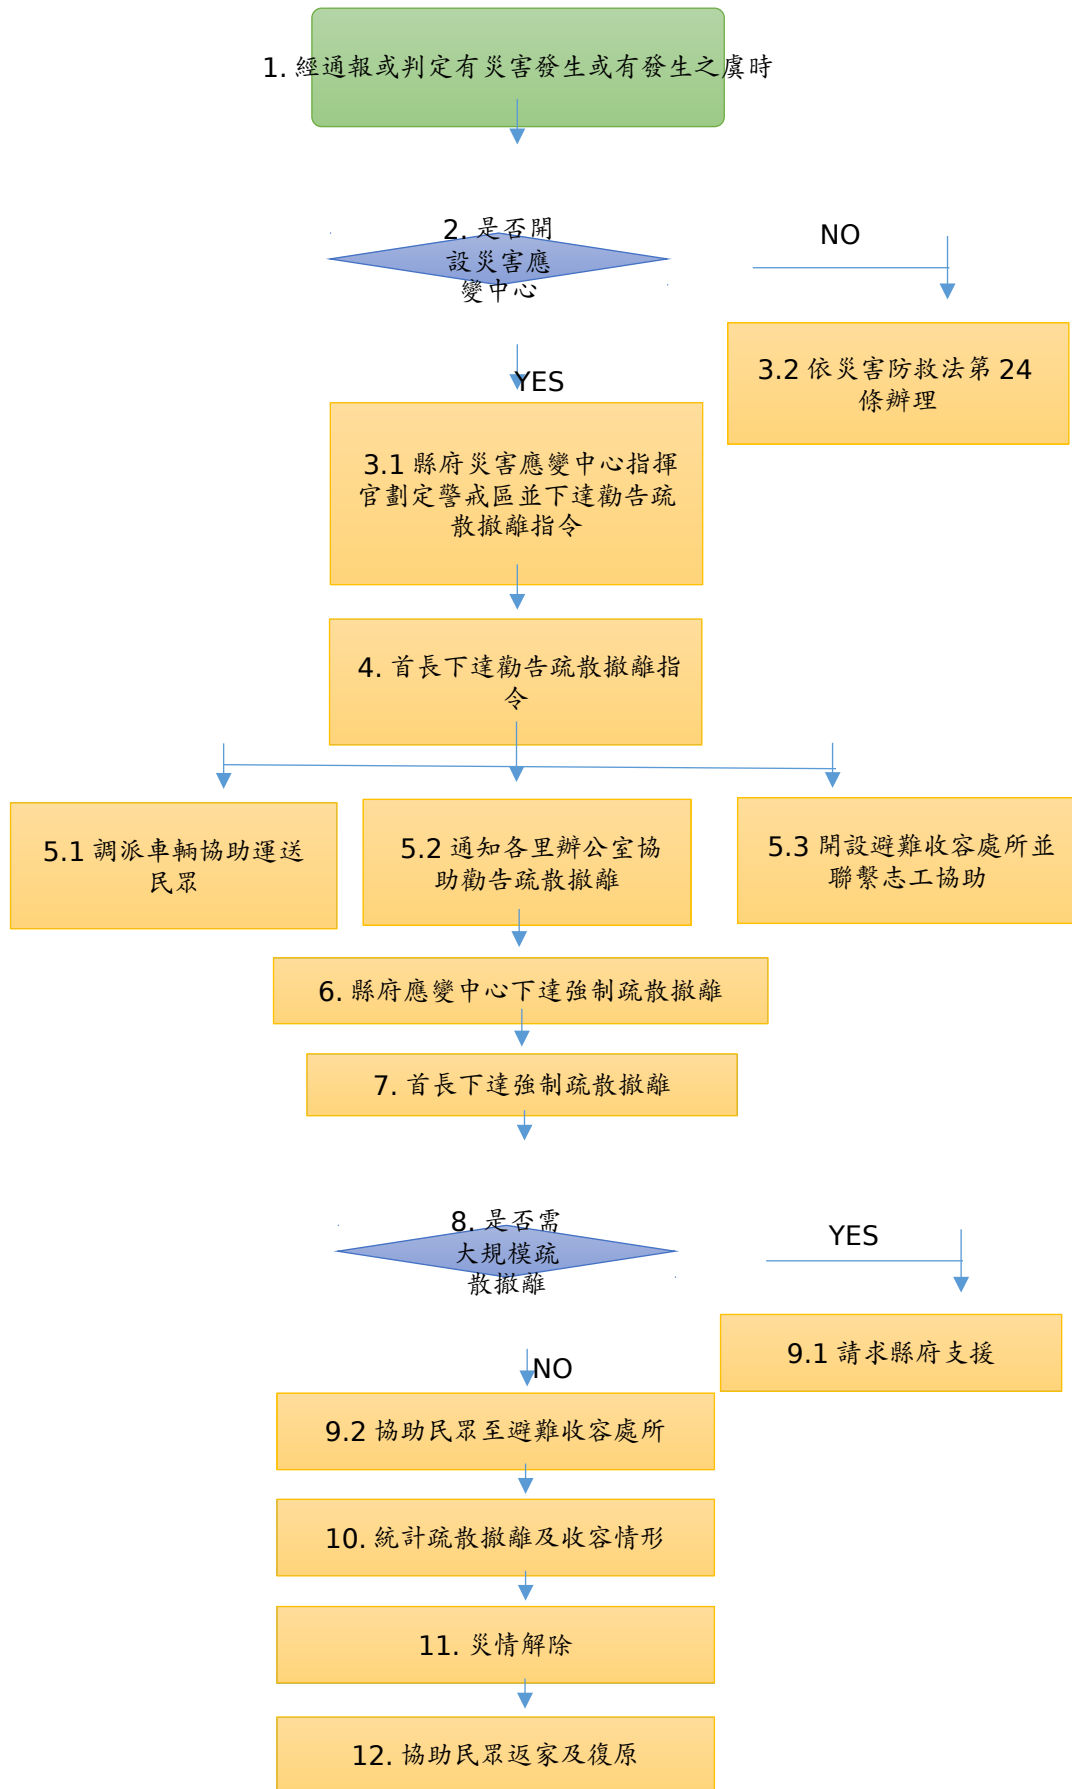 1. 經通報或判定有災害發生或有發生之虞時
2. 是否開
設災害應
變中心
NO
3.2 依災害防救法第 24
條辦理
YES
3.1 縣府災害應變中心指揮
官劃定警戒區並下達勸告疏
散撤離指令
4. 首長下達勸告疏散撤離指
令
5.1 調派車輛協助運送
民眾
5.2 通知各里辦公室協
助勸告疏散撤離
5.3 開設避難收容處所並
聯繫志工協助
6. 縣府應變中心下達強制疏散撤離
7. 首長下達強制疏散撤離
8. 是否需
大規模疏
散撤離
YES
9.1 請求縣府支援
NO
9.2 協助民眾至避難收容處所
10. 統計疏散撤離及收容情形
11. 災情解除
12. 協助民眾返家及復原